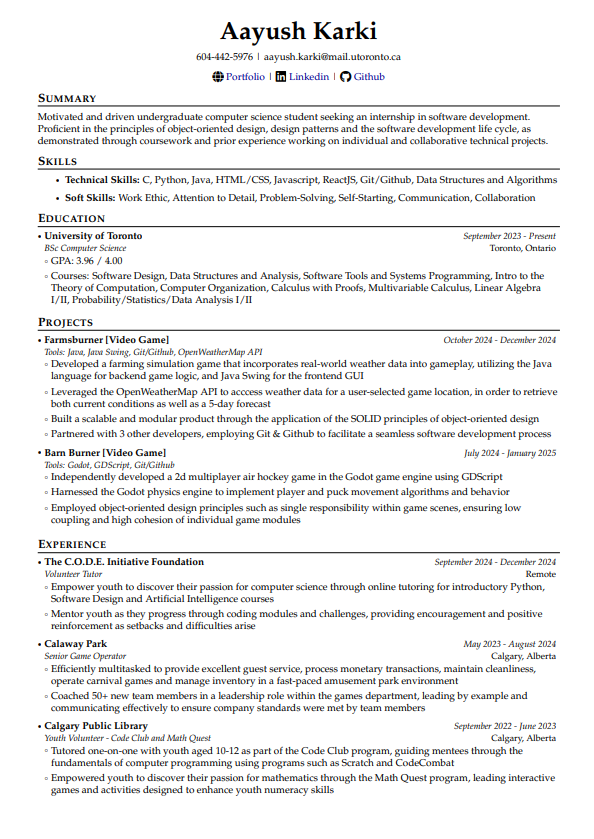 Aayush Karki
604-442-5976 | aayush.karki@mail.utoronto.ca
Portfolio | Linkedin | Github
SUMMARY
Motivated and driven undergraduate computer science student seeking an internship in software development.
Proficient in the principles of object-oriented design, design patterns and the software development life cycle, as
demonstrated through coursework and prior experience working on individual and collaborative technical projects.
SKILLS
• Technical Skills: C, Python, Java, HTML/CSS, Javascript, ReactJS, Git/Github, Data Structures and Algorithms
• Soft Skills: Work Ethic, Attention to Detail, Problem-Solving, Self-Starting, Communication, Collaboration
EDUCATION
• University of Toronto September 2023 - Present
BSc Computer Science Toronto, Ontario
◦ GPA: 3.96 / 4.00
◦ Courses: Software Design, Data Structures and Analysis, Software Tools and Systems Programming, Intro to the
Theory of Computation, Computer Organization, Calculus with Proofs, Multivariable Calculus, Linear Algebra
I/II, Probability/Statistics/Data Analysis I/II
PROJECTS
• Farmsburner [Video Game] October 2024 - December 2024
Tools: Java, Java Swing, Git/Github, OpenWeatherMap API
◦ Developed a farming simulation game that incorporates real-world weather data into gameplay, utilizing the Java
language for backend game logic, and Java Swing for the frontend GUI
◦ Leveraged the OpenWeatherMap API to acccess weather data for a user-selected game location, in order to retrieve
both current conditions as well as a 5-day forecast
◦ Built a scalable and modular product through the application of the SOLID principles of object-oriented design
◦ Partnered with 3 other developers, employing Git & Github to facilitate a seamless software development process
• Barn Burner [Video Game] July 2024 - January 2025
Tools: Godot, GDScript, Git/Github
◦ Independently developed a 2d multiplayer air hockey game in the Godot game engine using GDScript
◦ Harnessed the Godot physics engine to implement player and puck movement algorithms and behavior
◦ Employed object-oriented design principles such as single responsibility within game scenes, ensuring low
coupling and high cohesion of individual game modules
EXPERIENCE
• The C.O.D.E. Initiative Foundation September 2024 - December 2024
Volunteer Tutor Remote
◦ Empower youth to discover their passion for computer science through online tutoring for introductory Python,
Software Design and Artificial Intelligence courses
◦ Mentor youth as they progress through coding modules and challenges, providing encouragement and positive
reinforcement as setbacks and difficulties arise
• Calaway Park May 2023 - August 2024
Senior Game Operator Calgary, Alberta
◦ Efficiently multitasked to provide excellent guest service, process monetary transactions, maintain cleanliness,
operate carnival games and manage inventory in a fast-paced amusement park environment
◦ Coached 50+ new team members in a leadership role within the games department, leading by example and
communicating effectively to ensure company standards were met by team members
• Calgary Public Library September 2022 - June 2023
Youth Volunteer - Code Club and Math Quest Calgary, Alberta
◦ Tutored one-on-one with youth aged 10-12 as part of the Code Club program, guiding mentees through the
fundamentals of computer programming using programs such as Scratch and CodeCombat
◦ Empowered youth to discover their passion for mathematics through the Math Quest program, leading interactive
games and activities designed to enhance youth numeracy skills